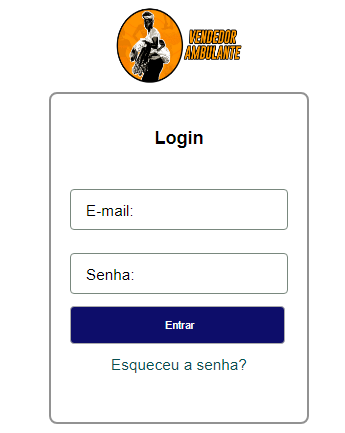 VENDEDOR
AMBULANTE
Login
E-mail:
Senha:
Entrar
Esqueceu a senha?